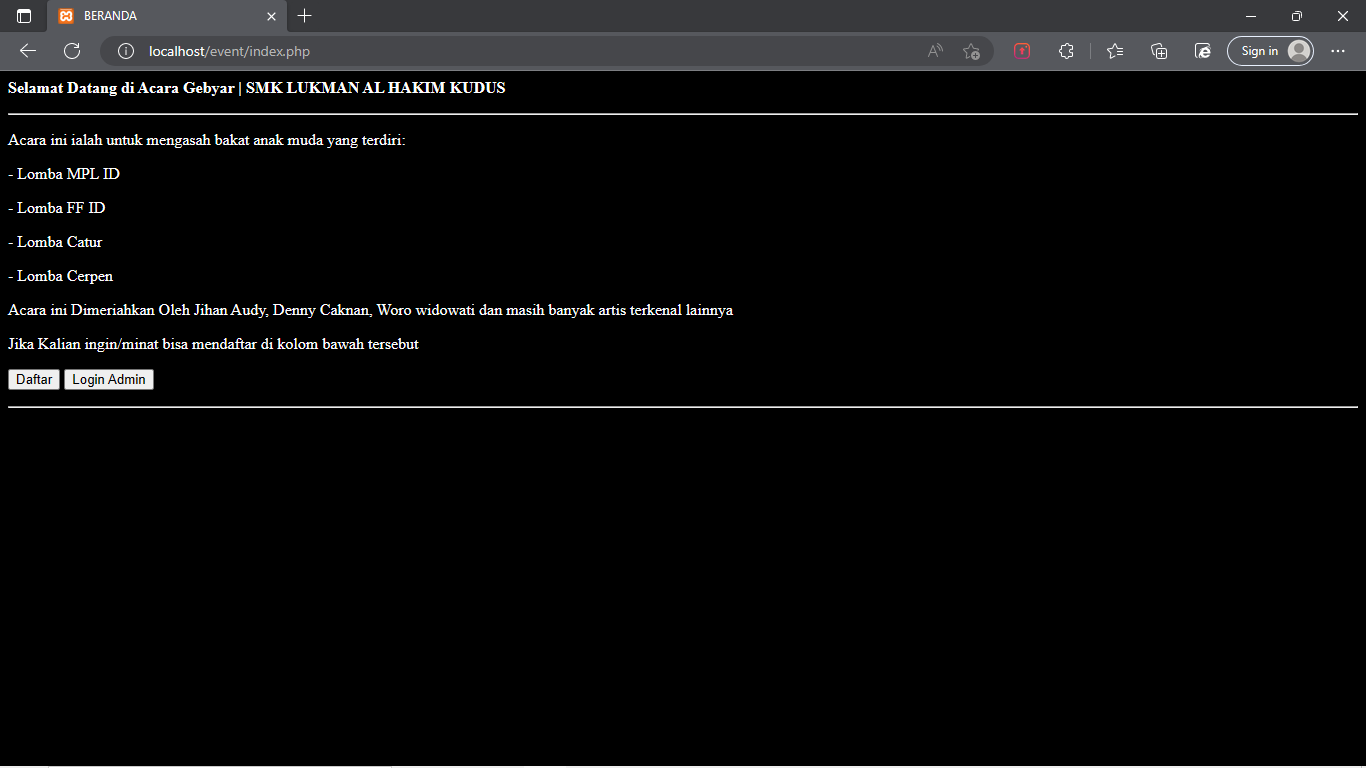 BERANDA
localhost/event/index.php
Sign in
Selamat Datang di Acara Gebyar | SMK LUKMAN AL HAKIM KUDUS
Acara ini ialah untuk mengasah bakat anak muda yang terdiri:
- Lomba MPL ID
- Lomba FF ID
- Lomba Catur
- Lomba Cerpen
Acara ini Dimeriahkan Oleh Jihan Audy, Denny Caknan, Woro widowati dan masih banyak artis terkenal lainnya
Jika Kalian ingin/minat bisa mendaftar di kolom bawah tersebut
Daftar Login Admin